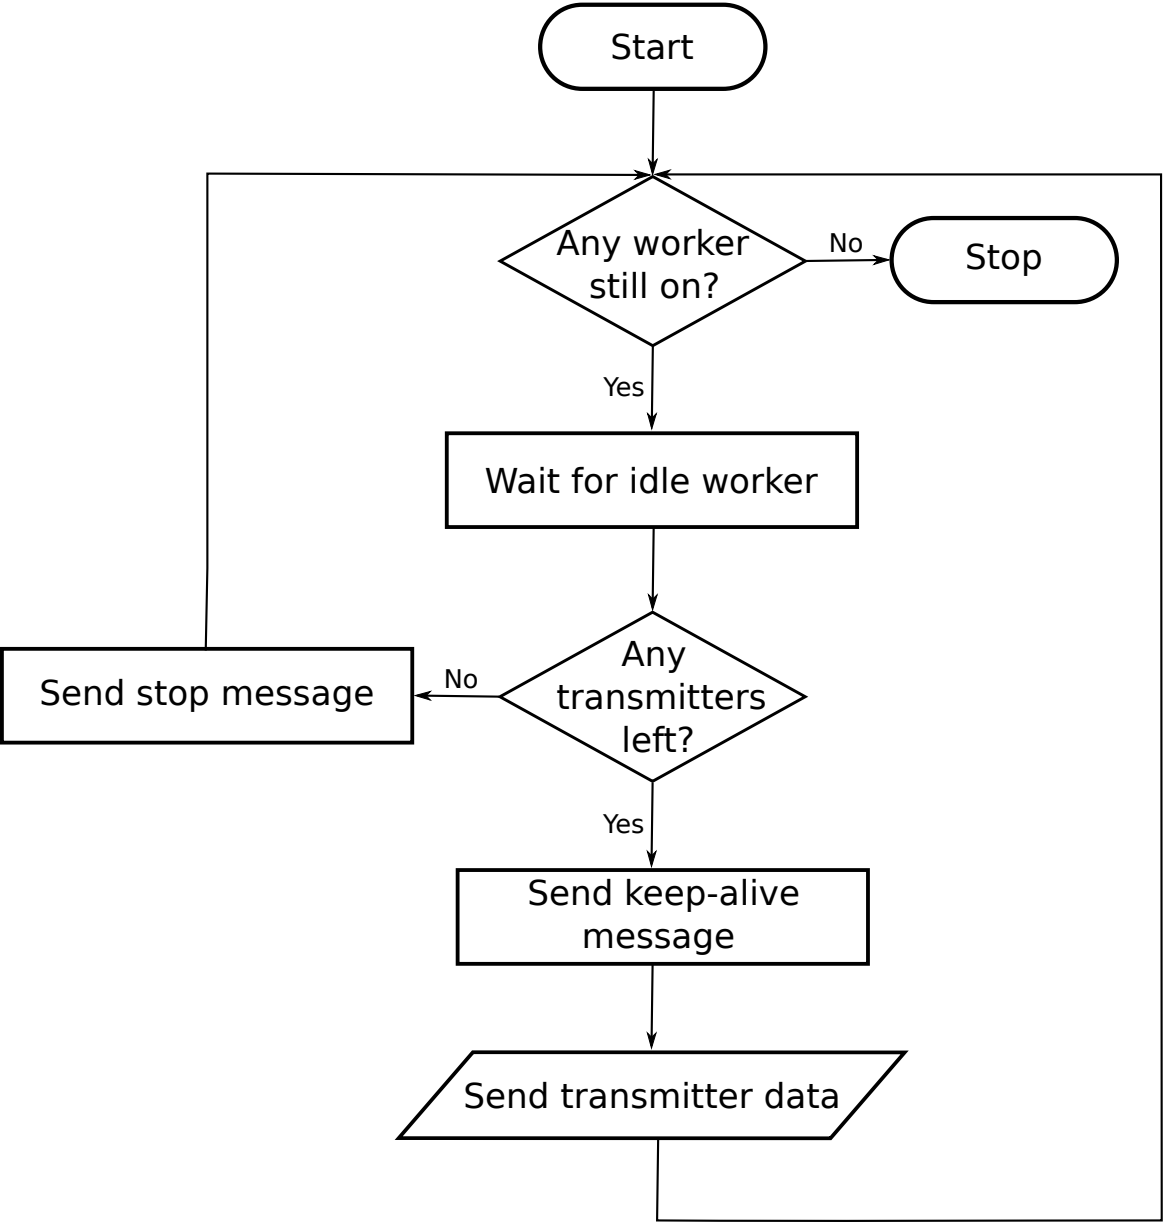 Start
Any worker
still on?
No
Stop
Yes
Wait for idle worker
Any
transmitters
left?
No
Send stop message
Yes
Send keep-alive
message
Send transmitter data